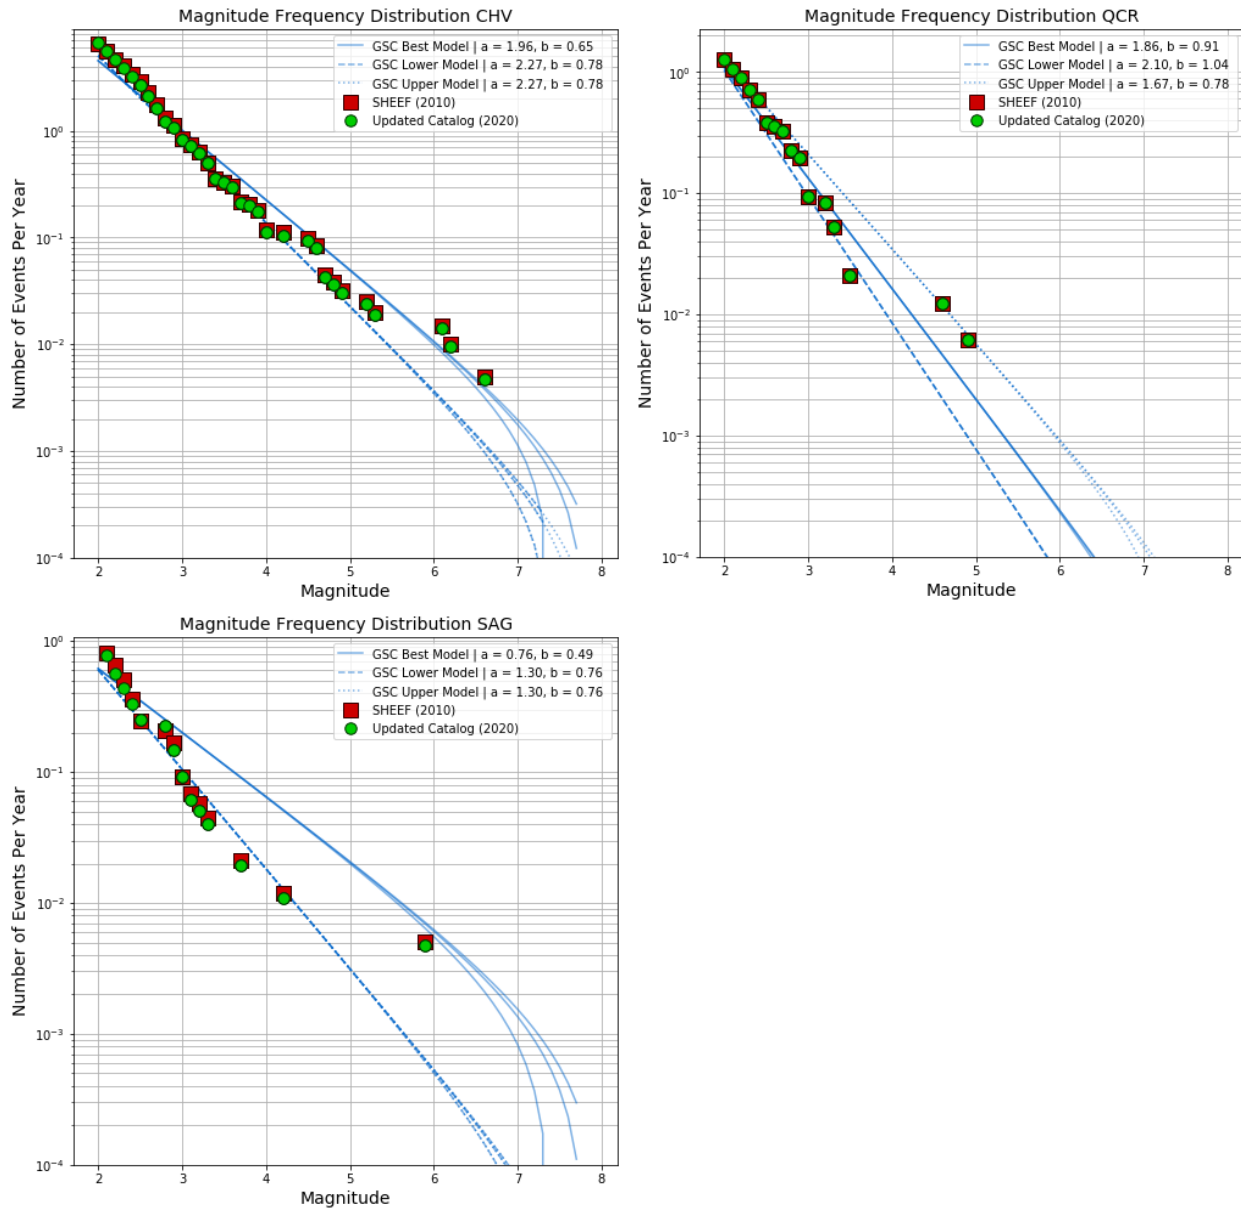 Magnitude Frequency Distribution CHV
GSC Best Model | a = 1.96, b = 0.65
GSC Lower Model | a = 2.27, b = 0.78
GSC Upper Model | a = 2.27, b = 0.78
SHEEF (2010)
Updated Catalog (2020)
Number of Events Per Year
10⁰
10⁻¹
10⁻²
10⁻³
10⁻⁴
2 3 4 5 6 7 8
Magnitude
Magnitude Frequency Distribution QCR
GSC Best Model | a = 1.86, b = 0.91
GSC Lower Model | a = 2.10, b = 1.04
GSC Upper Model | a = 1.67, b = 0.78
SHEEF (2010)
Updated Catalog (2020)
Number of Events Per Year
10⁰
10⁻¹
10⁻²
10⁻³
10⁻⁴
2 3 4 5 6 7 8
Magnitude
Magnitude Frequency Distribution SAG
GSC Best Model | a = 0.76, b = 0.49
GSC Lower Model | a = 1.30, b = 0.76
GSC Upper Model | a = 1.30, b = 0.76
SHEEF (2010)
Updated Catalog (2020)
Number of Events Per Year
10⁰
10⁻¹
10⁻²
10⁻³
10⁻⁴
2 3 4 5 6 7 8
Magnitude